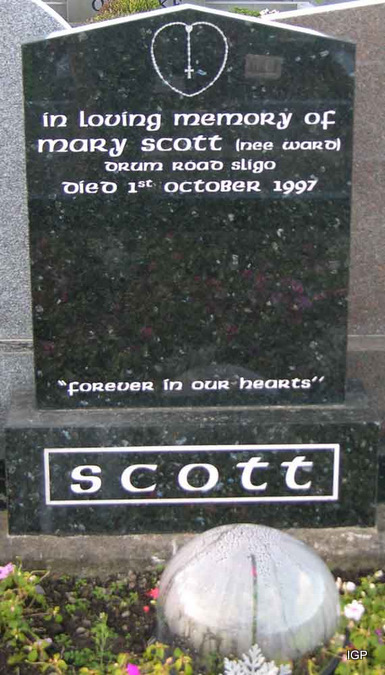 in loving memory of
mary scott (nee ward)
drum road sligo
died 1st october 1997
"forever in our hearts"
scott
IGP